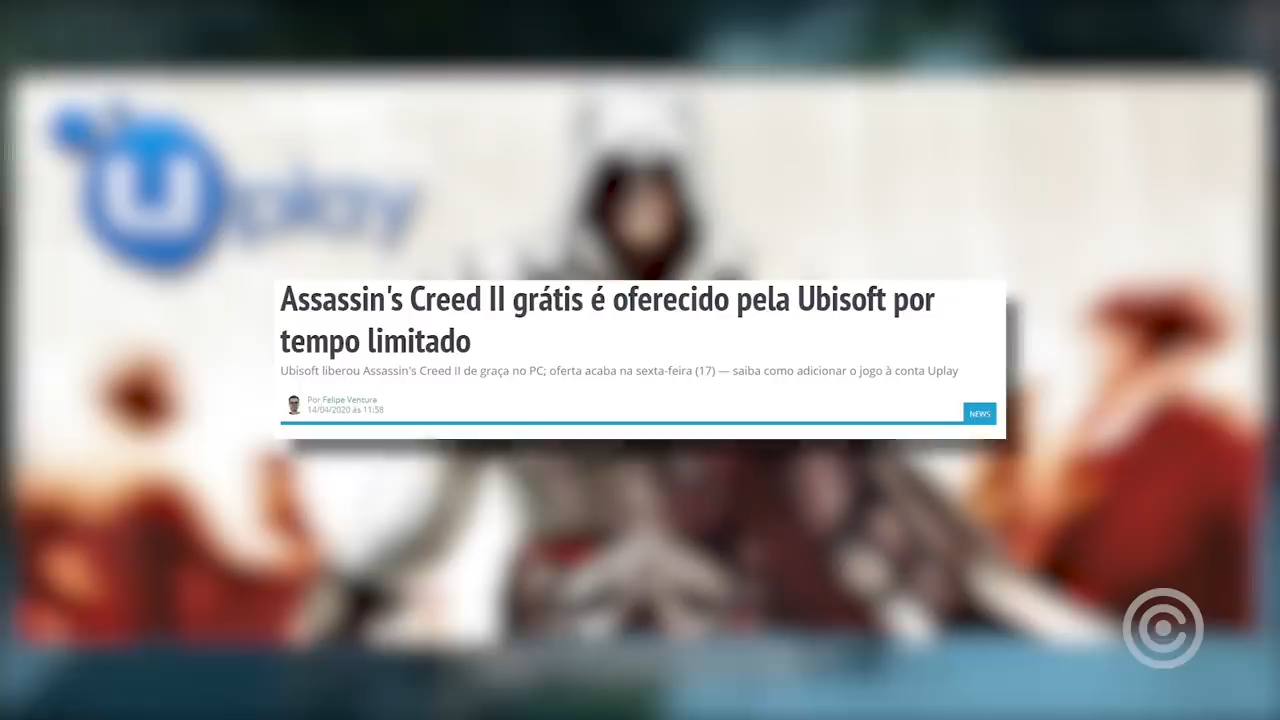 Uplay
Assassin's Creed II grátis é oferecido pela Ubisoft por
tempo limitado
Ubisoft liberou Assassin's Creed II de graça no PC; oferta acaba na sexta-feira (17) — saiba como adicionar o jogo à conta Uplay
Por Felipe Ventura
14/04/2020 às 11:58
NEWS